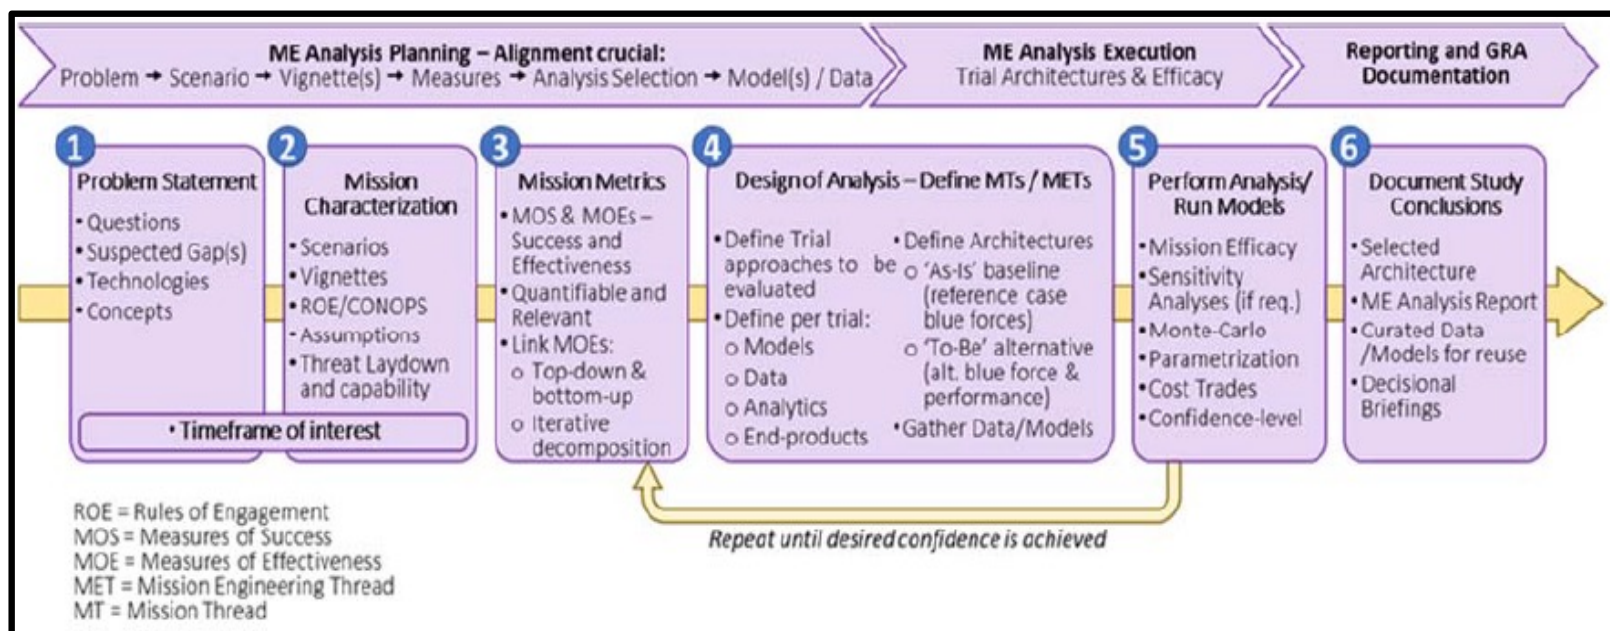 ME Analysis Planning – Alignment crucial:
Problem → Scenario → Vignette(s) → Measures → Analysis Selection → Model(s) / Data
ME Analysis Execution
Trial Architectures & Efficacy
Reporting and GRA
Documentation
1
Problem Statement
• Questions
• Suspected Gap(s)
• Technologies
• Concepts
2
Mission
Characterization
• Scenarios
• Vignettes
• ROE/CONOPS
• Assumptions
• Threat Laydown
and capability
• Timeframe of interest
3
Mission Metrics
• MOS & MOEs –
Success and
Effectiveness
• Quantifiable and
Relevant
• Link MOEs:
o Top-down &
bottom-up
o Iterative
decomposition
4
Design of Analysis – Define MTs / METs
• Define Trial
approaches to be
evaluated
• Define per trial:
o Models
o Data
o Analytics
o End-products
• Define Architectures
o 'As-Is' baseline
(reference case
blue forces)
o 'To-Be' alternative
(alt. blue force &
performance)
• Gather Data/Models
5
Perform Analysis/
Run Models
• Mission Efficacy
• Sensitivity
Analyses (if req.)
• Monte-Carlo
• Parametrization
• Cost Trades
• Confidence-level
6
Document Study
Conclusions
• Selected
Architecture
• ME Analysis Report
• Curated Data
/Models for reuse
• Decisional
Briefings
Repeat until desired confidence is achieved
ROE = Rules of Engagement
MOS = Measures of Success
MOE = Measures of Effectiveness
MET = Mission Engineering Thread
MT = Mission Thread